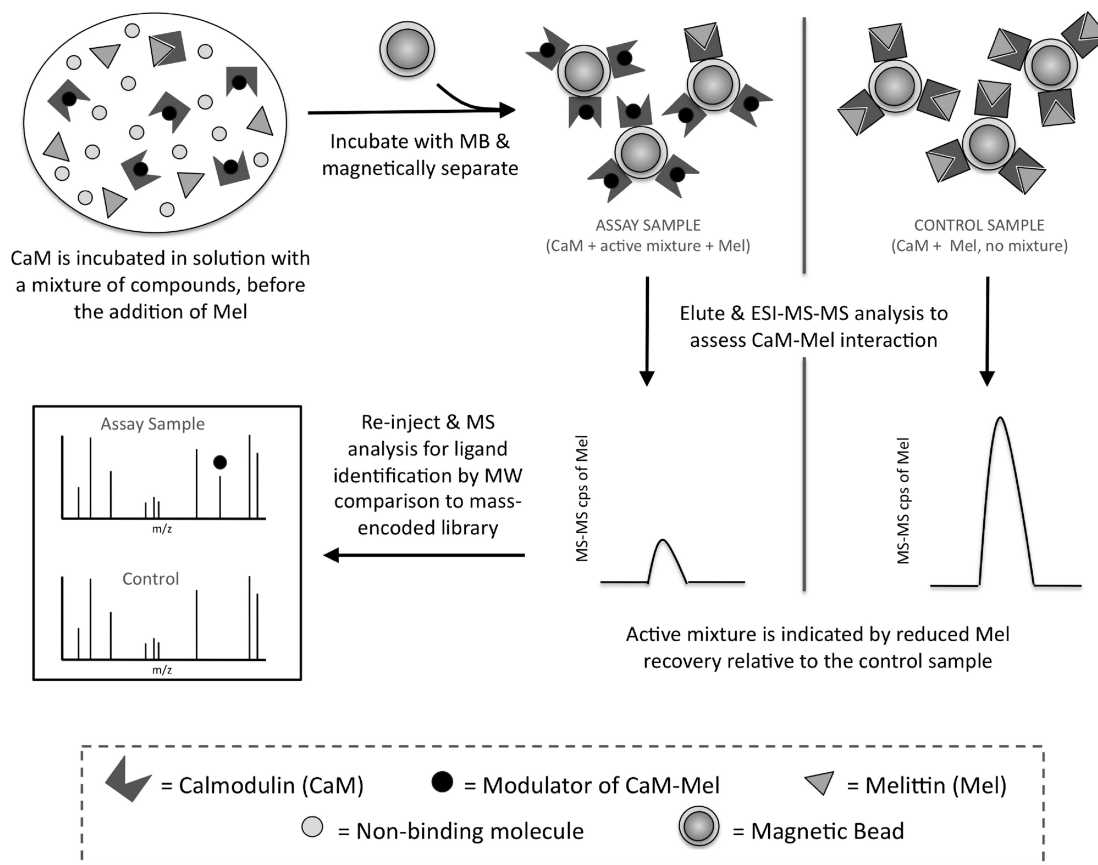 CaM is incubated in solution with
a mixture of compounds, before
the addition of Mel
Incubate with MB &
magnetically separate
ASSAY SAMPLE
(CaM + active mixture + Mel)
CONTROL SAMPLE
(CaM + Mel, no mixture)
Elute & ESI-MS-MS analysis to
assess CaM-Mel interaction
MS-MS cps of Mel
MS-MS cps of Mel
Active mixture is indicated by reduced Mel
recovery relative to the control sample
Re-inject & MS
analysis for ligand
identification by MW
comparison to mass-
encoded library
Assay Sample
m/z
Control
m/z
= Calmodulin (CaM)
= Modulator of CaM-Mel
= Melittin (Mel)
= Non-binding molecule
= Magnetic Bead